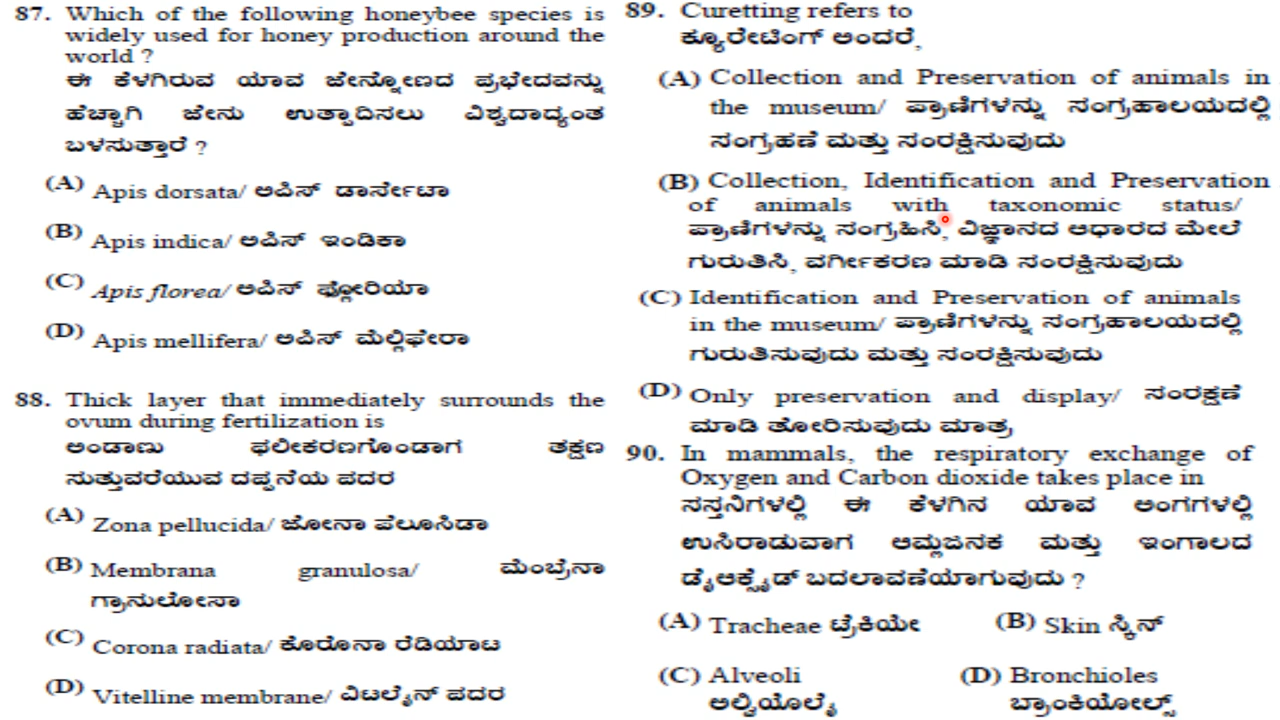 87. Which of the following honeybee species is
widely used for honey production around the
world ?
ಈ ಕೆಳಗಿರುವ ಯಾವ ಜೇನ್ನೋಣದ ಪ್ರಭೇದವನ್ನು
ಹೆಚ್ಚಾಗಿ ಜೇನು ಉತ್ಪಾದಿಸಲು ವಿಶ್ವದಾದ್ಯಂತ
ಬಳಸುತ್ತಾರೆ ?
(A) Apis dorsata/ ಅಪಿಸ್ ಡಾರ್ಸೇಟಾ
(B) Apis indica/ ಅಪಿಸ್ ಇಂಡಿಕಾ
(C) Apis florea/ ಅಪಿಸ್ ಫ್ಲೋರಿಯಾ
(D) Apis mellifera/ ಅಪಿಸ್ ಮೆಲ್ಲಿಫೇರಾ
88. Thick layer that immediately surrounds the
ovum during fertilization is
ಅಂಡಾಣು ಫಲೀಕರಣಗೊಂಡಾಗ ತಕ್ಷಣ
ಸುತ್ತುವರೆಯುವ ದಪ್ಪನೆಯ ಪದರ
(A) Zona pellucida/ ಜೋನಾ ಪೆಲೂಸಿಡಾ
(B) Membrana granulosa/ ಮೆಂಬ್ರೆನಾ
ಗ್ರಾನುಲೋಸಾ
(C) Corona radiata/ ಕೊರೊನಾ ರೆಡಿಯಾಟ
(D) Vitelline membrane/ ವಿಟಲೈನ್ ಪದರ
89. Curetting refers to
ಕ್ಯೂರೇಟಿಂಗ್ ಅಂದರೆ,
(A) Collection and Preservation of animals in
the museum/ ಪ್ರಾಣಿಗಳನ್ನು ಸಂಗ್ರಹಾಲಯದಲ್ಲಿ
ಸಂಗ್ರಹಣೆ ಮತ್ತು ಸಂರಕ್ಷಿಸುವುದು
(B) Collection, Identification and Preservation
of animals with taxonomic status/
ಪ್ರಾಣಿಗಳನ್ನು ಸಂಗ್ರಹಿಸಿ, ವಿಜ್ಞಾನದ ಆಧಾರದ ಮೇಲೆ
ಗುರುತಿಸಿ, ವರ್ಗೀಕರಣ ಮಾಡಿ ಸಂರಕ್ಷಿಸುವುದು
(C) Identification and Preservation of animals
in the museum/ ಪ್ರಾಣಿಗಳನ್ನು ಸಂಗ್ರಹಾಲಯದಲ್ಲಿ
ಗುರುತಿಸುವುದು ಮತ್ತು ಸಂರಕ್ಷಿಸುವುದು
(D) Only preservation and display/ ಸಂರಕ್ಷಣೆ
ಮಾಡಿ ತೋರಿಸುವುದು ಮಾತ್ರ
90. In mammals, the respiratory exchange of
Oxygen and Carbon dioxide takes place in
ಸಸ್ತನಿಗಳಲ್ಲಿ ಈ ಕೆಳಗಿನ ಯಾವ ಅಂಗಗಳಲ್ಲಿ
ಉಸಿರಾಡುವಾಗ ಆಮ್ಲಜನಕ ಮತ್ತು ಇಂಗಾಲದ
ಡೈಆಕ್ಸೈಡ್ ಬದಲಾವಣೆಯಾಗುವುದು ?
(A) Tracheae ಟ್ರೆಕಿಯೇ (B) Skin ಸ್ಕಿನ್
(C) Alveoli (D) Bronchioles
ಅಲ್ವಿಯೊಲೈ ಬ್ರಾಂಕಿಯೋಲ್ಸ್